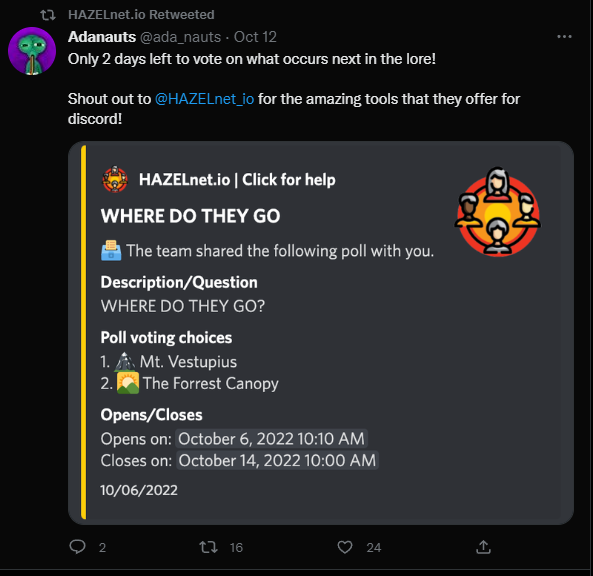 HAZELnet.io Retweeted
Adanauts @ada_nauts · Oct 12
Only 2 days left to vote on what occurs next in the lore!
Shout out to @HAZELnet_io for the amazing tools that they offer for
discord!
HAZELnet.io | Click for help
WHERE DO THEY GO
The team shared the following poll with you.
Description/Question
WHERE DO THEY GO?
Poll voting choices
1. Mt. Vestupius
2. The Forrest Canopy
Opens/Closes
Opens on: October 6, 2022 10:10 AM
Closes on: October 14, 2022 10:00 AM
10/06/2022
2 16 24